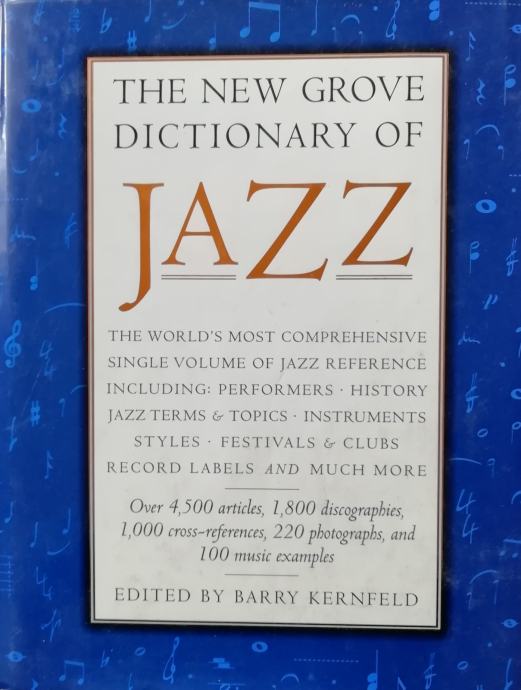 THE NEW GROVE
DICTIONARY OF
JAZZ
THE WORLD'S MOST COMPREHENSIVE
SINGLE VOLUME OF JAZZ REFERENCE
INCLUDING: PERFORMERS · HISTORY
JAZZ TERMS & TOPICS · INSTRUMENTS
STYLES · FESTIVALS & CLUBS
RECORD LABELS AND MUCH MORE
Over 4,500 articles, 1,800 discographies,
1,000 cross-references, 220 photographs, and
100 music examples
EDITED BY BARRY KERNFELD